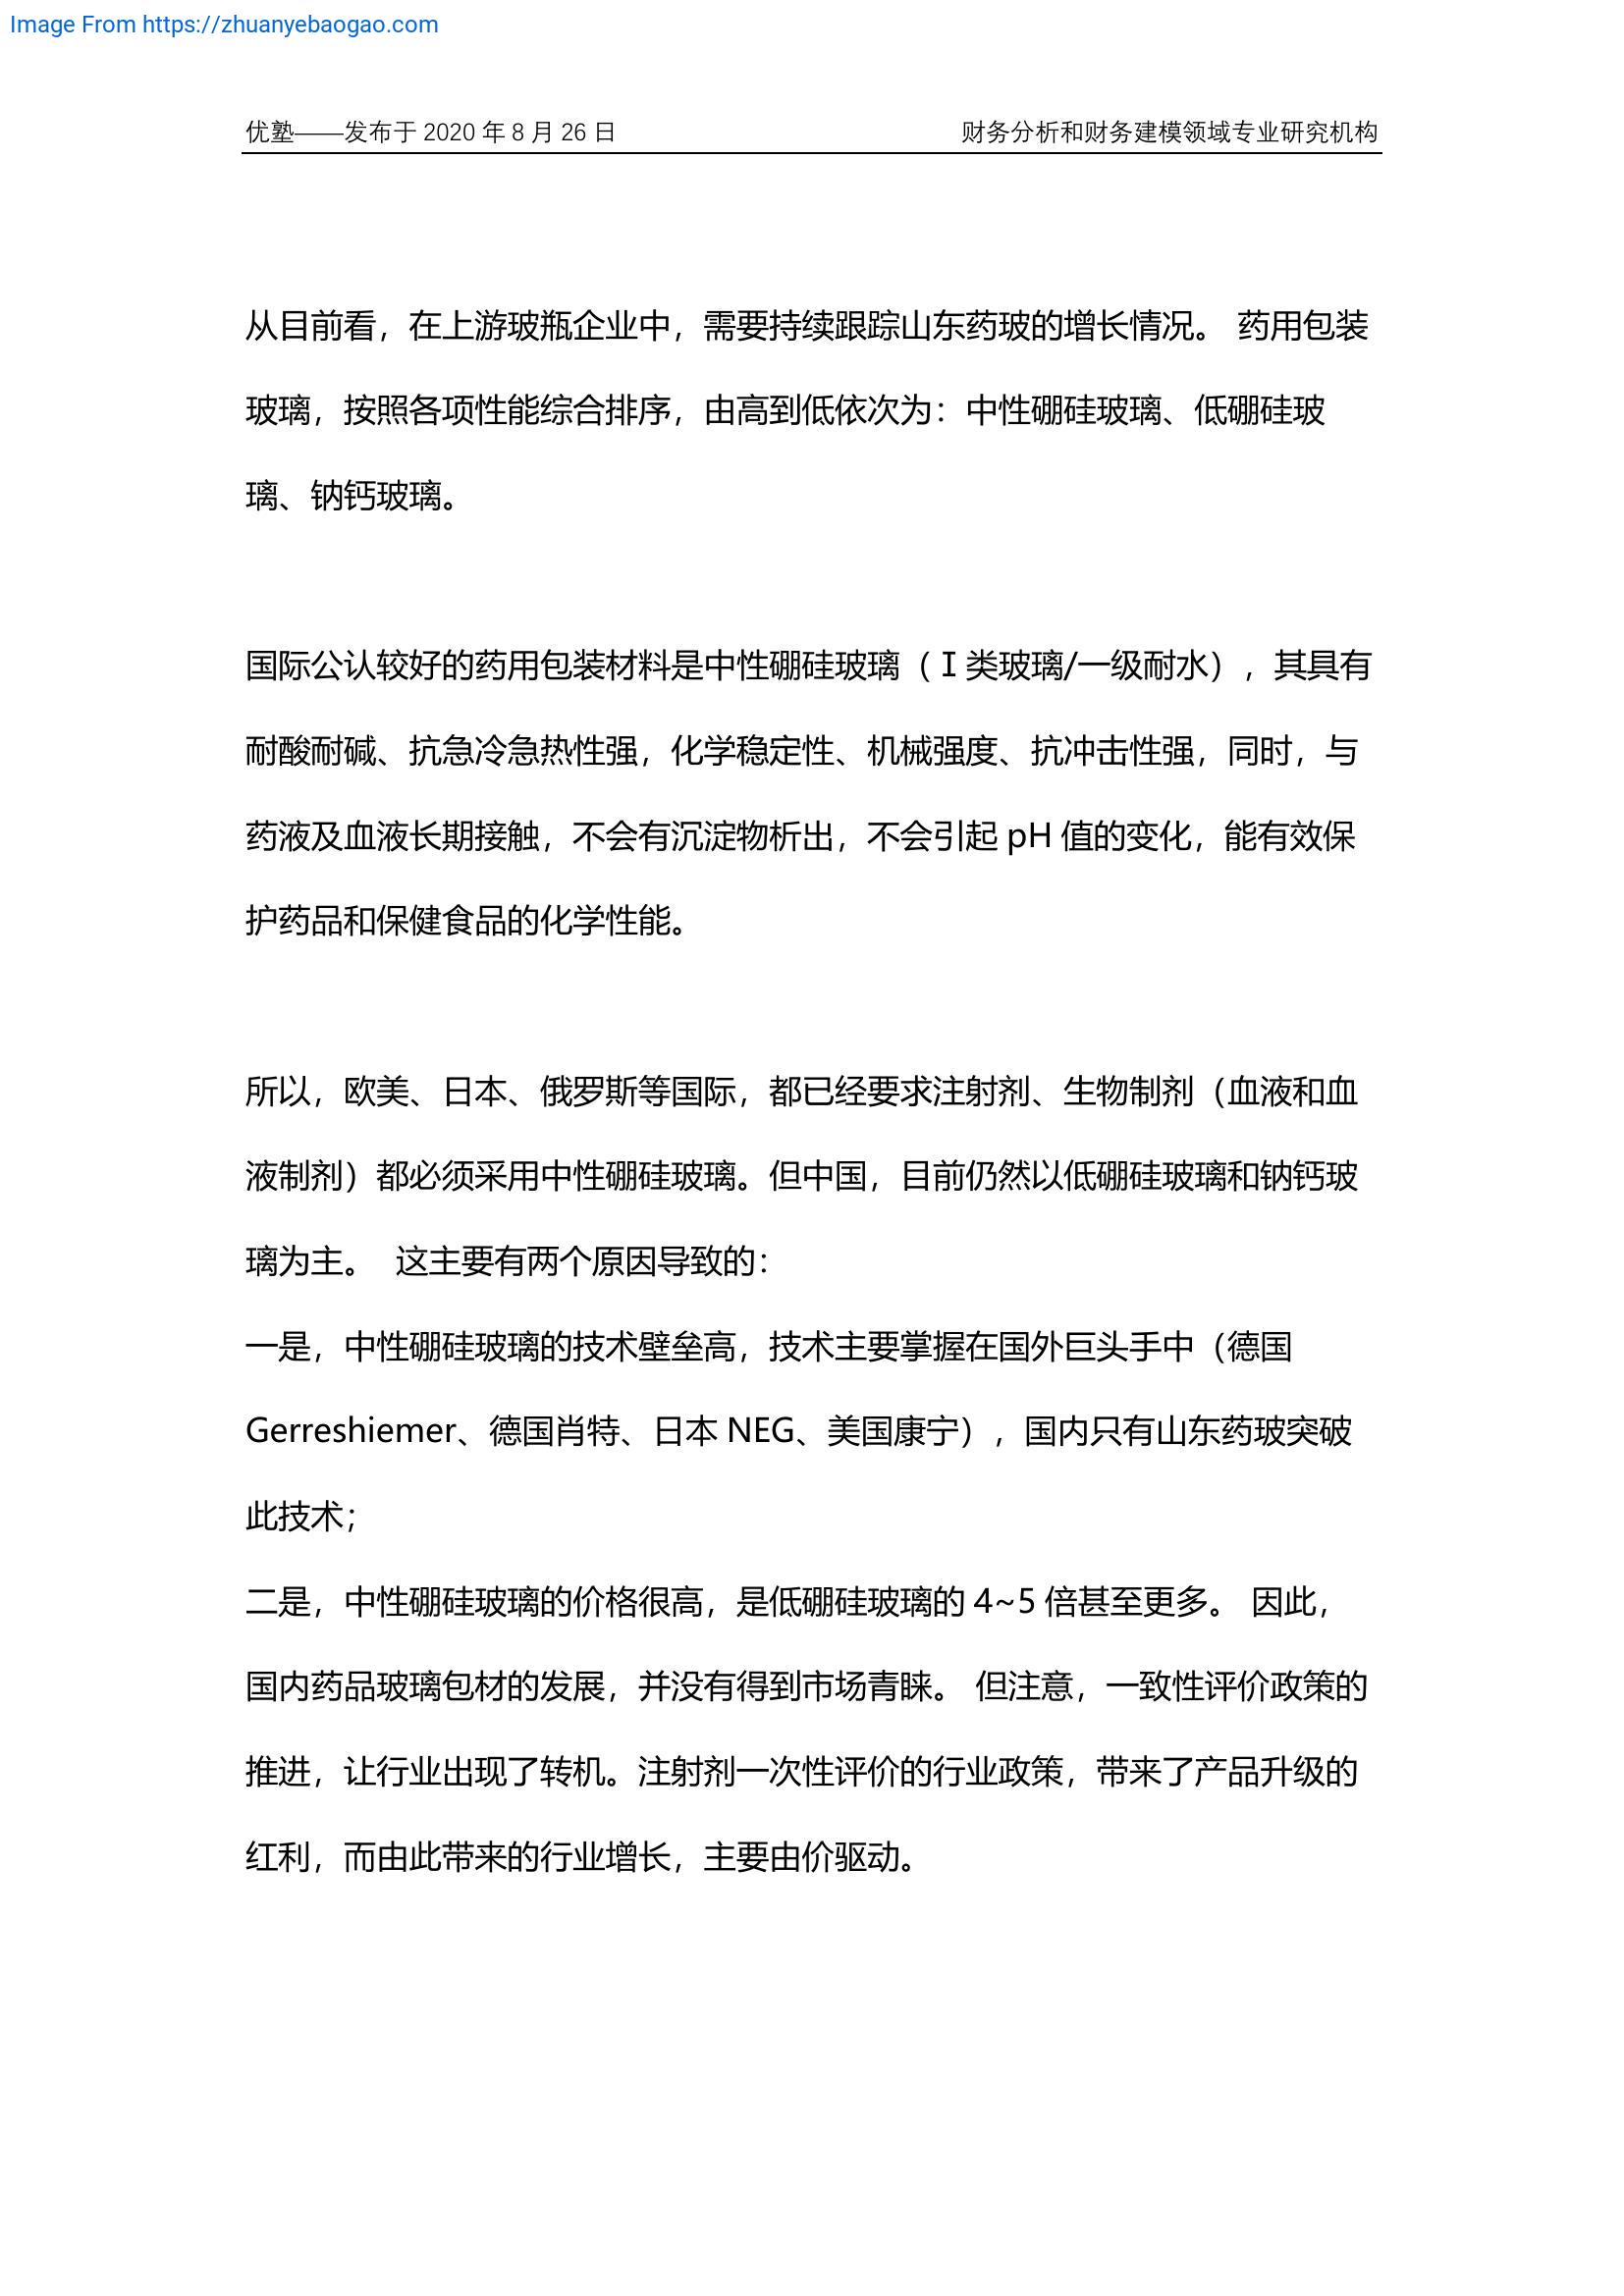 Image From https://zhuanyebaogao.com
优塾——发布于 2020 年 8 月 26 日 财务分析和财务建模领域专业研究机构
从目前看，在上游玻瓶企业中，需要持续跟踪山东药玻的增长情况。 药用包装
玻璃，按照各项性能综合排序，由高到低依次为：中性硼硅玻璃、低硼硅玻
璃、钠钙玻璃。
国际公认较好的药用包装材料是中性硼硅玻璃（Ⅰ类玻璃/一级耐水），其具有
耐酸耐碱、抗急冷急热性强，化学稳定性、机械强度、抗冲击性强，同时，与
药液及血液长期接触，不会有沉淀物析出，不会引起 pH 值的变化，能有效保
护药品和保健食品的化学性能。
所以，欧美、日本、俄罗斯等国际，都已经要求注射剂、生物制剂（血液和血
液制剂）都必须采用中性硼硅玻璃。但中国，目前仍然以低硼硅玻璃和钠钙玻
璃为主。 这主要有两个原因导致的：
一是，中性硼硅玻璃的技术壁垒高，技术主要掌握在国外巨头手中（德国
Gerreshiemer、德国肖特、日本 NEG、美国康宁），国内只有山东药玻突破
此技术；
二是，中性硼硅玻璃的价格很高，是低硼硅玻璃的 4~5 倍甚至更多。 因此，
国内药品玻璃包材的发展，并没有得到市场青睐。 但注意，一致性评价政策的
推进，让行业出现了转机。注射剂一次性评价的行业政策，带来了产品升级的
红利，而由此带来的行业增长，主要由价驱动。